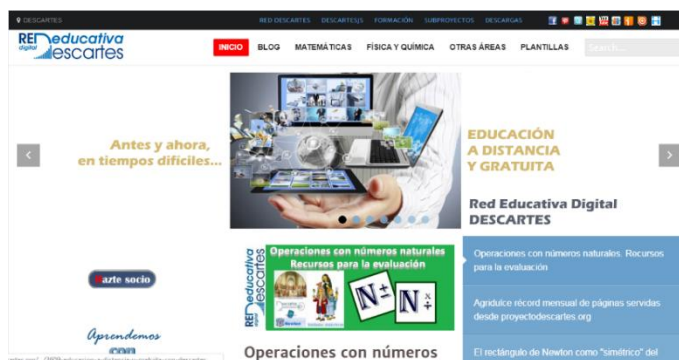 DESCARTES
RED DESCARTES DESCARTESJS FORMACIÓN SUBPROYECTOS DESCARGAS
RED educativa
digital Descartes
INICIO BLOG MATEMÁTICAS FÍSICA Y QUÍMICA OTRAS ÁREAS PLANTILLAS
Search...
Antes y ahora,
en tiempos difíciles...
EDUCACIÓN
A DISTANCIA
Y GRATUITA
Red Educativa Digital
DESCARTES
Hazte socio
Aprendemos
con
Operaciones con números naturales
Recursos para la evaluación
N± N
Operaciones con números
Operaciones con números naturales. Recursos
para la evaluación
Agridulce récord mensual de páginas servidas
desde proyectodescartes.org
El rectángulo de Newton como "simétrico" del